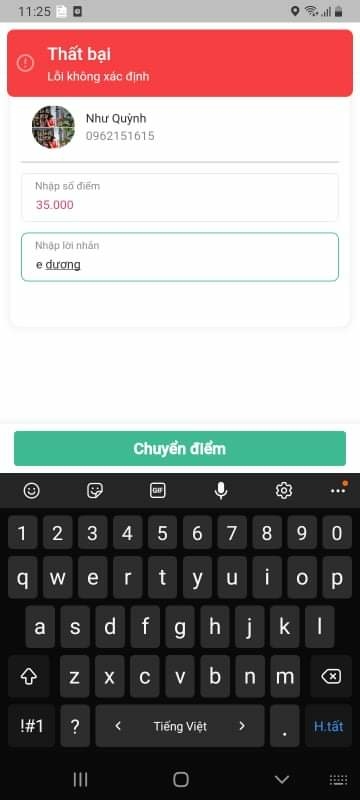 11:25
Thất bại
Lỗi không xác định
Như Quỳnh
0962151615
Nhập số điểm
35.000
Nhập lời nhắn
e dương
Chuyển điểm
GIF
1 2 3 4 5 6 7 8 9 0
q w e r t y u i o p
a s d f g h j k l
z x c v b n m
!#1 ? < Tiếng Việt > . H.tất